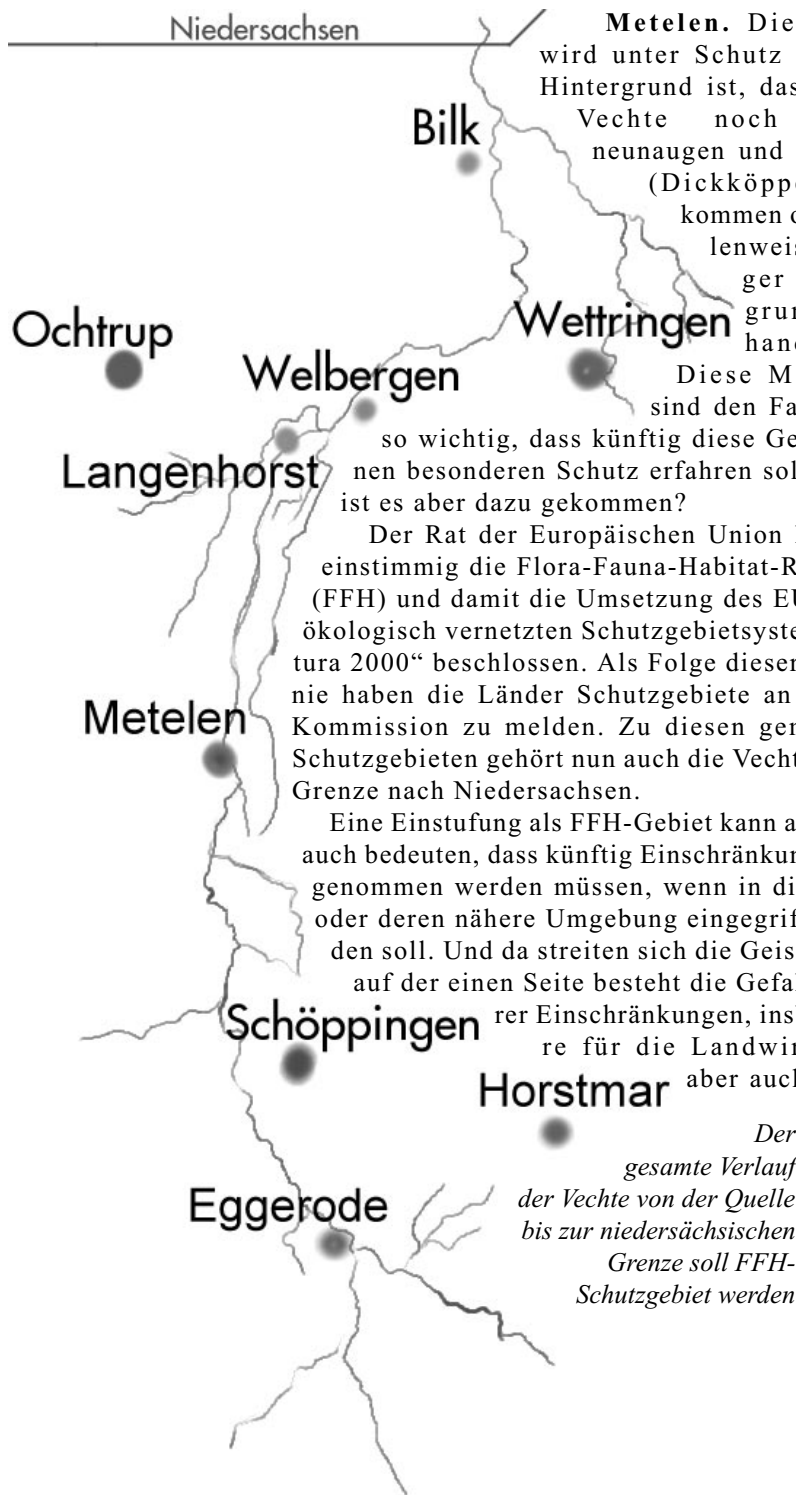 Niedersachsen
Bilk
Ochtrup
Wettringen
Welbergen
Langenhorst
Metelen
Schöppingen
Horstmar
Eggerode
Metelen. Die
wird unter Schutz
Hintergrund ist, das
Vechte noch
neunaugen und
(Dickköppe
kommen
lenweis
ger
grun
hand
Diese M
sind den Fa
so wichtig, dass künftig diese Ge
nen besonderen Schutz erfahren sol
ist es aber dazu gekommen?
Der Rat der Europäischen Union
einstimmig die Flora-Fauna-Habitat-R
(FFH) und damit die Umsetzung des EU
ökologisch vernetzten Schutzgebietsyste
tura 2000“ beschlossen. Als Folge dieser
nie haben die Länder Schutzgebiete an
Kommission zu melden. Zu diesen gem
Schutzgebieten gehört nun auch die Vecht
Grenze nach Niedersachsen.
Eine Einstufung als FFH-Gebiet kann a
auch bedeuten, dass künftig Einschränkun
genommen werden müssen, wenn in di
oder deren nähere Umgebung eingegrif
den soll. Und da streiten sich die Geis
auf der einen Seite besteht die Gefa
rer Einschränkungen, ins
re für die Landwir
aber auch
Der
gesamte Verlauf
der Vechte von der Quelle
bis zur niedersächsischen
Grenze soll FFH-
Schutzgebiet werden